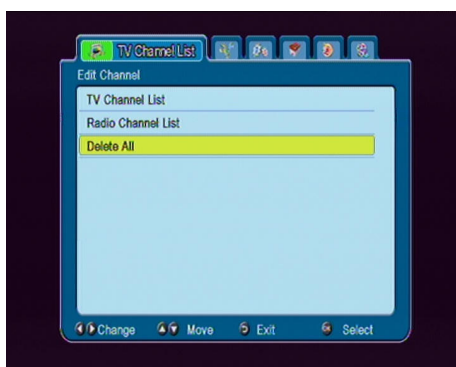 TV Channel List
Edit Channel
TV Channel List
Radio Channel List
Delete All
Change Move Exit Select